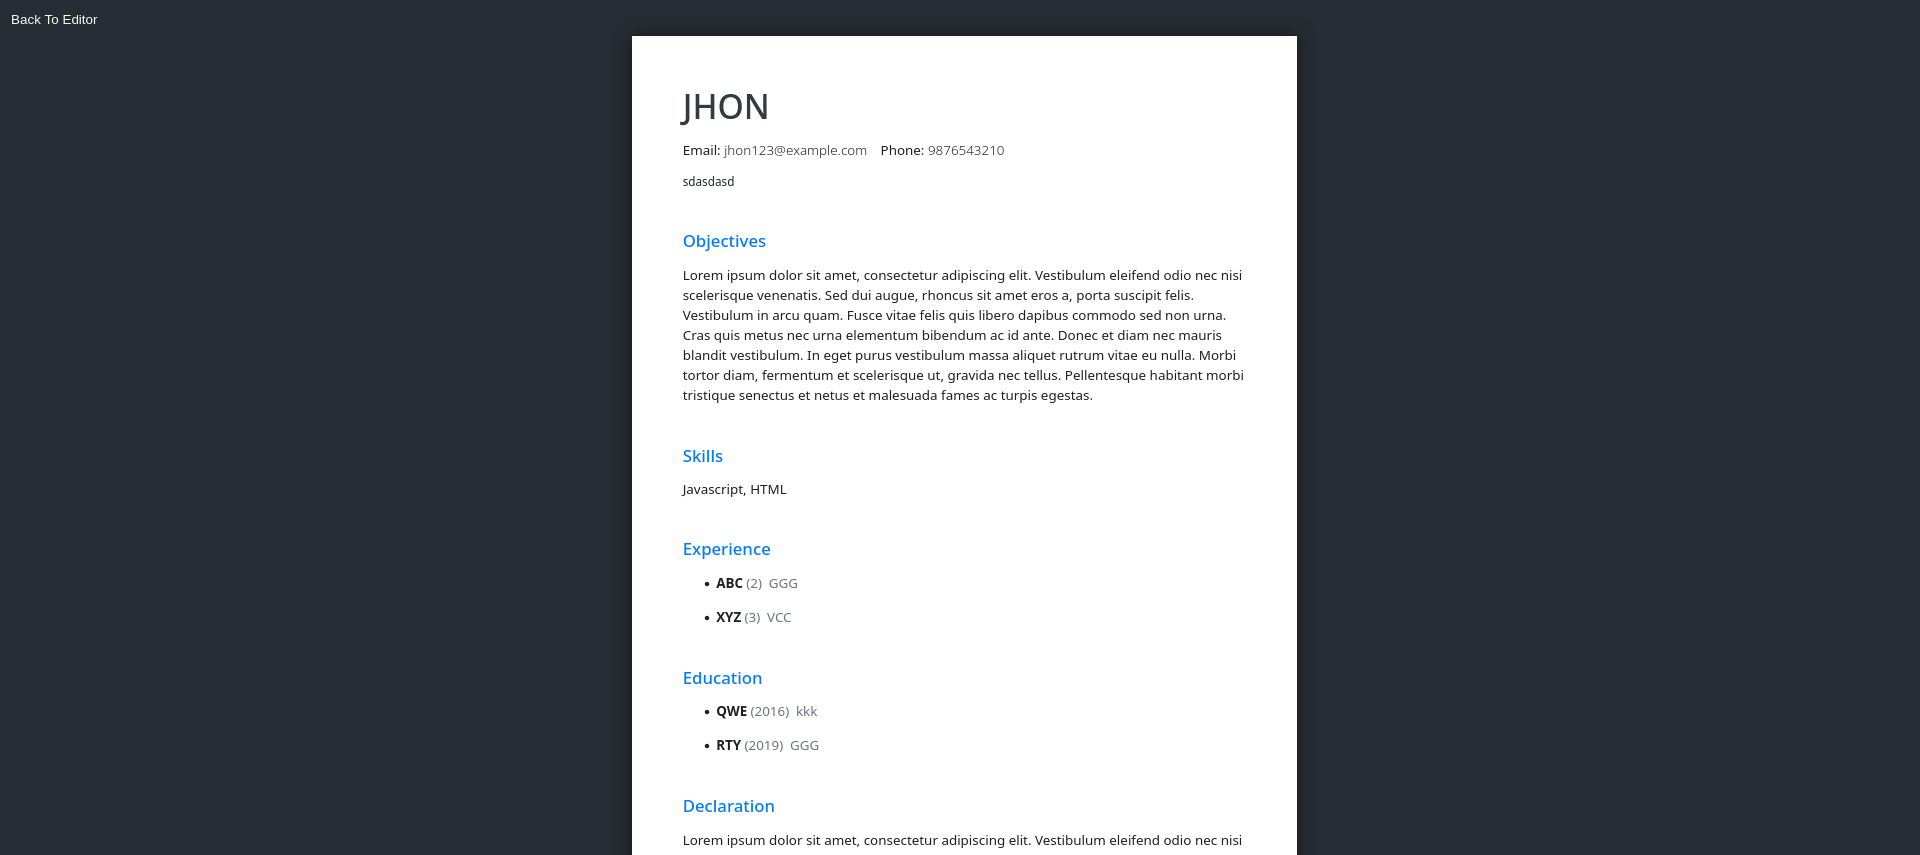 Back To Editor
JHON
Email: jhon123@example.com Phone: 9876543210
sdasdasd
Objectives
Lorem ipsum dolor sit amet, consectetur adipiscing elit. Vestibulum eleifend odio nec nisi
scelerisque venenatis. Sed dui augue, rhoncus sit amet eros a, porta suscipit felis.
Vestibulum in arcu quam. Fusce vitae felis quis libero dapibus commodo sed non urna.
Cras quis metus nec urna elementum bibendum ac id ante. Donec et diam nec mauris
blandit vestibulum. In eget purus vestibulum massa aliquet rutrum vitae eu nulla. Morbi
tortor diam, fermentum et scelerisque ut, gravida nec tellus. Pellentesque habitant morbi
tristique senectus et netus et malesuada fames ac turpis egestas.
Skills
Javascript, HTML
Experience
• ABC (2) GGG
• XYZ (3) VCC
Education
• QWE (2016) kkk
• RTY (2019) GGG
Declaration
Lorem ipsum dolor sit amet, consectetur adipiscing elit. Vestibulum eleifend odio nec nisi